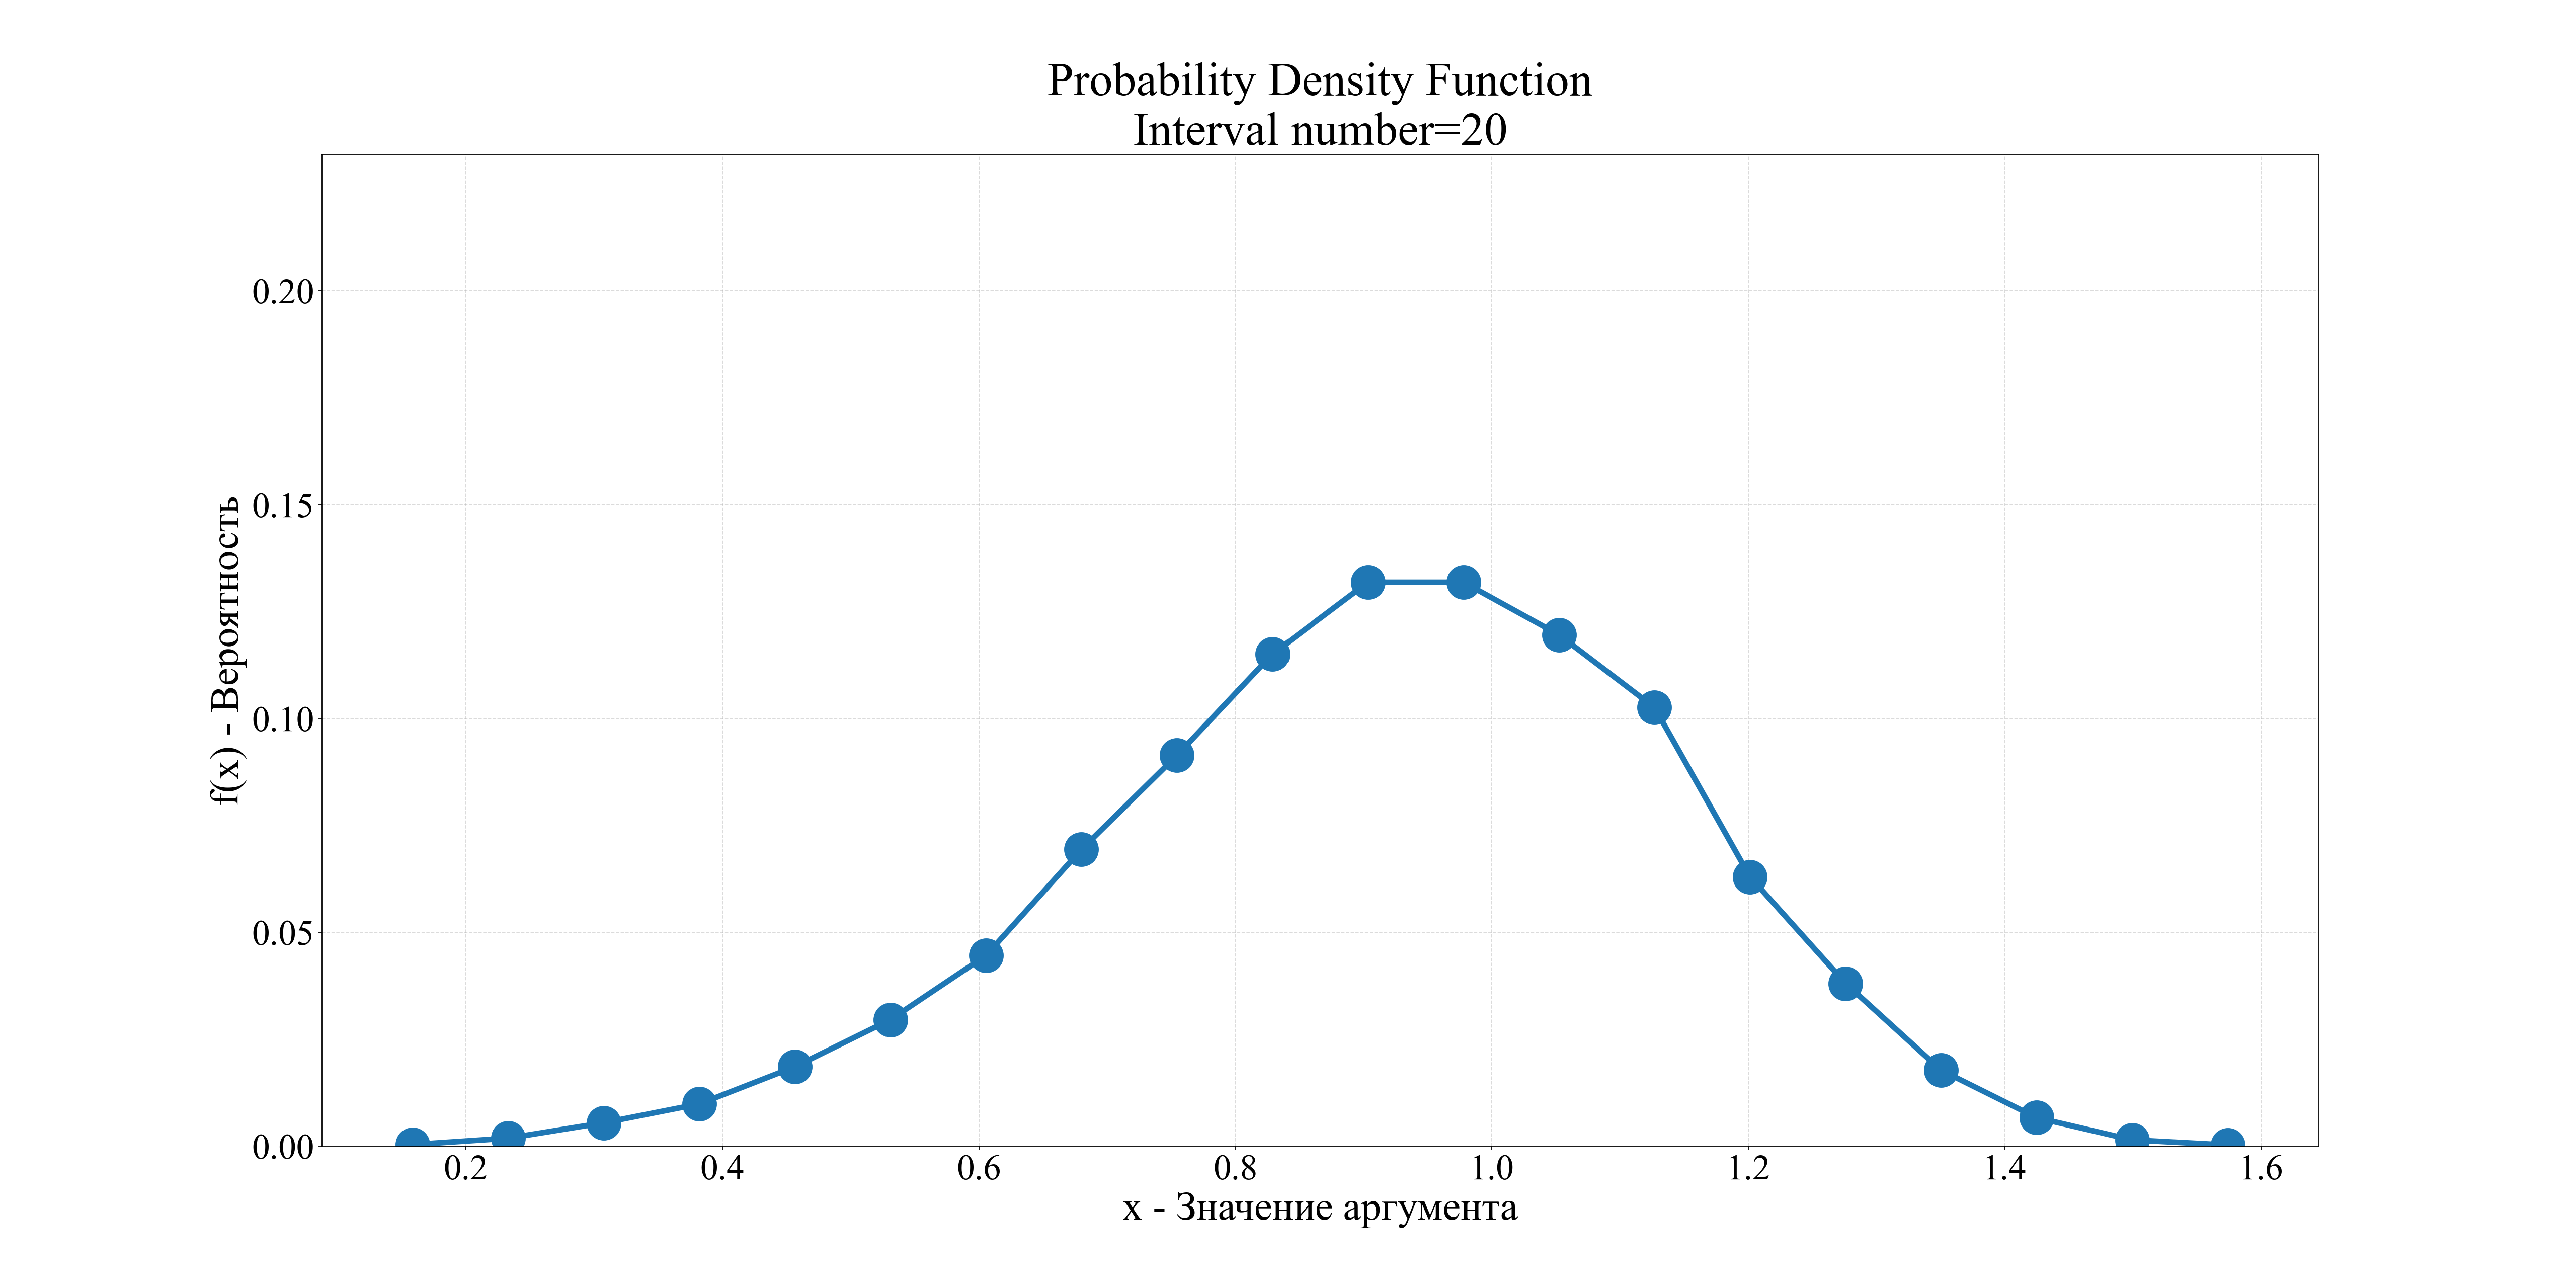 Probability Density Function
Interval number=20
f(x) - Вероятность
0.20
0.15
0.10
0.05
0.00
0.2 0.4 0.6 0.8 1.0 1.2 1.4 1.6
x - Значение аргумента